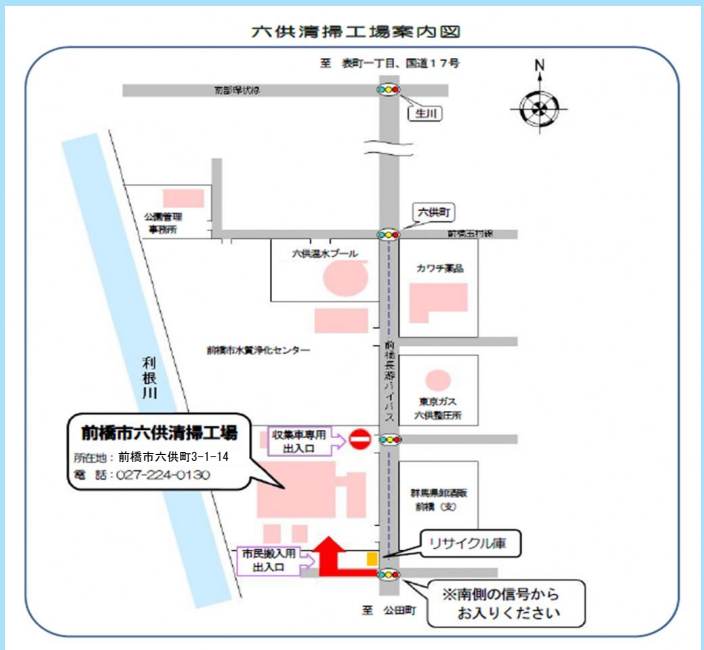 六供清掃工場案内図
至 表町一丁目、国道17号
N
南部環状線
生川
六供町
公園管理
事務所
前橋玉村線
六供温水プール
カワチ薬品
前橋市水質浄化センター
前橋長瀞バイパス
利根川
東京ガス
六供整圧所
前橋市六供清掃工場
所在地：前橋市六供町3-1-14
電 話：027-224-0130
収集車専用
出入口
群馬県卸酒販
前橋（支）
リサイクル庫
市民搬入用
出入口
※南側の信号から
お入りください
至 公田町